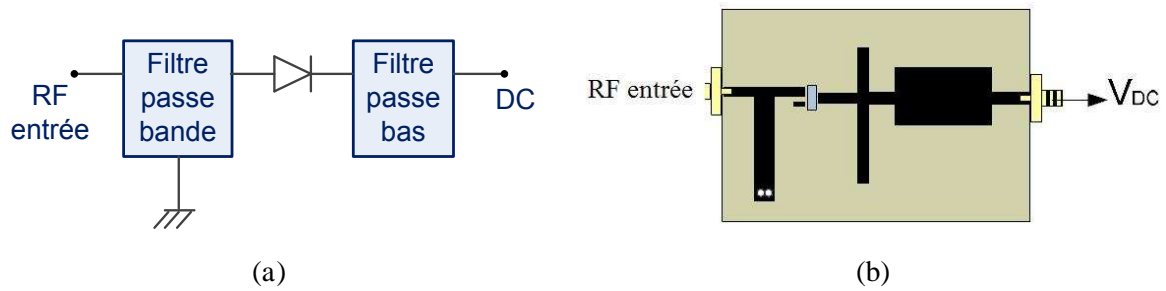 RF
entrée
Filtre
passe
bande
Filtre
passe
bas
DC
(a)
RF entrée
VDC
(b)